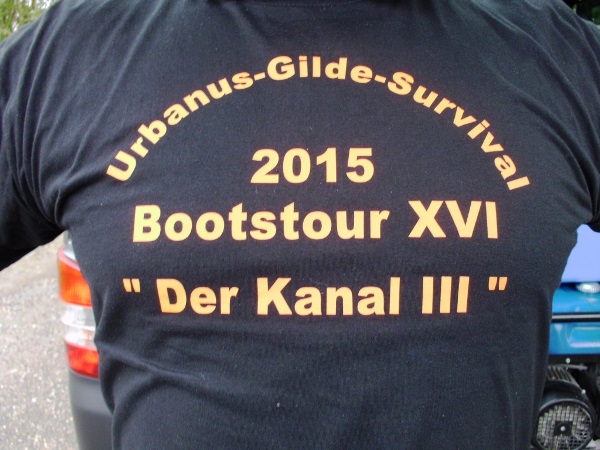 Urbanus-Gilde-Survival
2015
Bootstour XVI
" Der Kanal III "